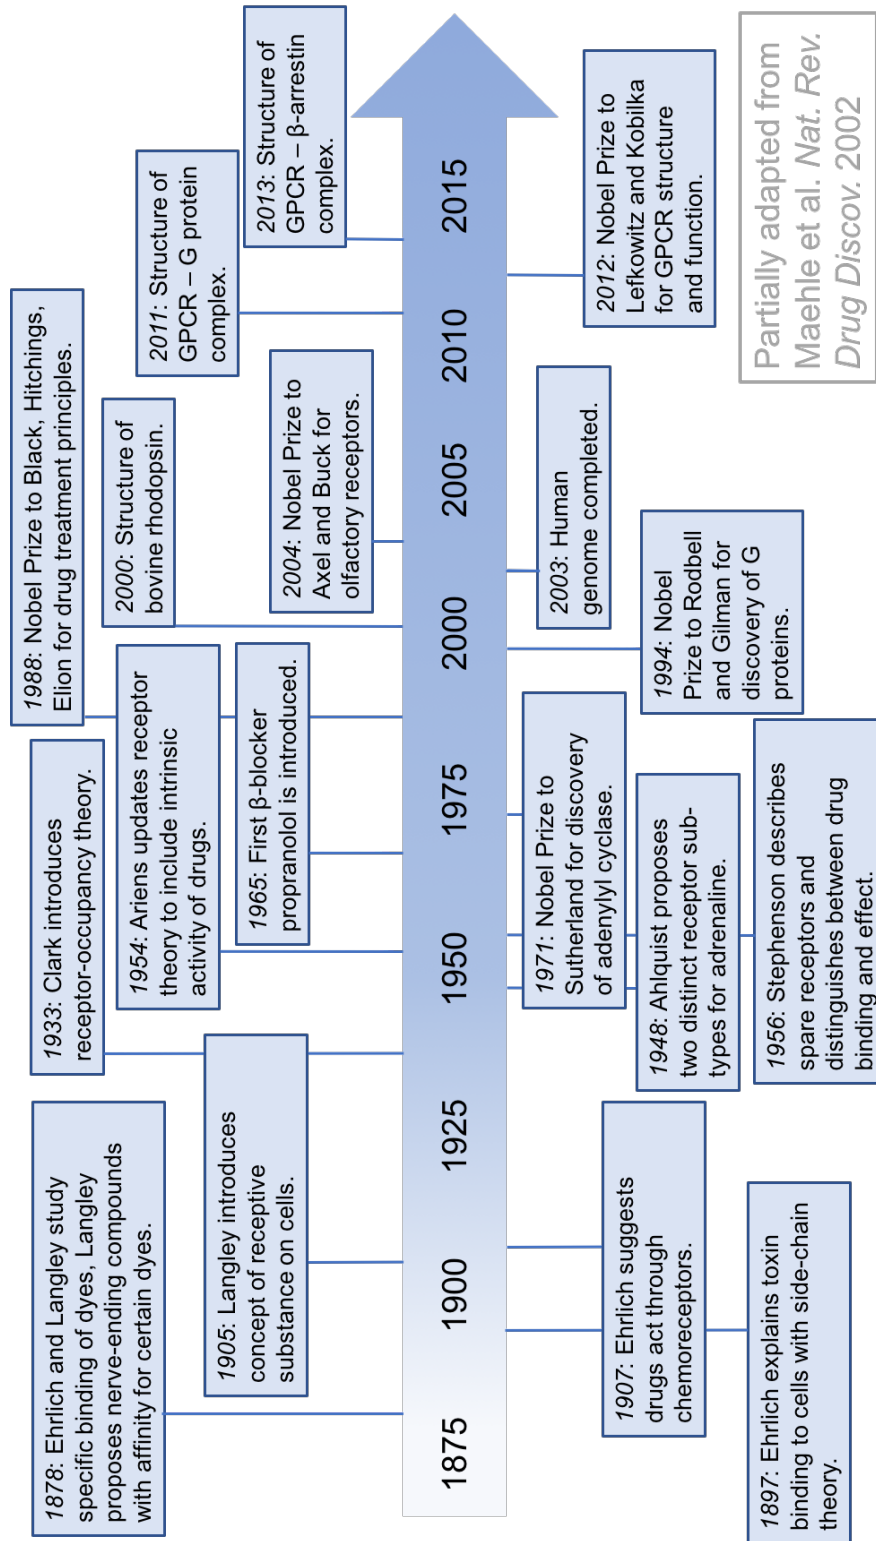 1878: Ehrlich and Langley study
specific binding of dyes, Langley
proposes nerve-ending compounds
with affinity for certain dyes.
1905: Langley introduces
concept of receptive
substance on cells.
1933: Clark introduces
receptor-occupancy theory.
1954: Ariens updates receptor
theory to include intrinsic
activity of drugs.
1965: First β-blocker
propranolol is introduced.
1988: Nobel Prize to Black, Hitchings,
Elion for drug treatment principles.
2000: Structure of
bovine rhodopsin.
2004: Nobel Prize to
Axel and Buck for
olfactory receptors.
2011: Structure of
GPCR – G protein
complex.
2013: Structure of
GPCR – β-arrestin
complex.
1875 1900 1925 1950 1975 2000 2005 2010 2015
1897: Ehrlich explains toxin
binding to cells with side-chain
theory.
1907: Ehrlich suggests
drugs act through
chemoreceptors.
1971: Nobel Prize to
Sutherland for discovery
of adenylyl cyclase.
1948: Ahlquist proposes
two distinct receptor sub-
types for adrenaline.
1956: Stephenson describes
spare receptors and
distinguishes between drug
binding and effect.
1994: Nobel
Prize to Rodbell
and Gilman for
discovery of G
proteins.
2003: Human
genome completed.
2012: Nobel Prize to
Lefkowitz and Kobilka
for GPCR structure
and function.
Partially adapted from
Maehle et al. Nat. Rev.
Drug Discov. 2002